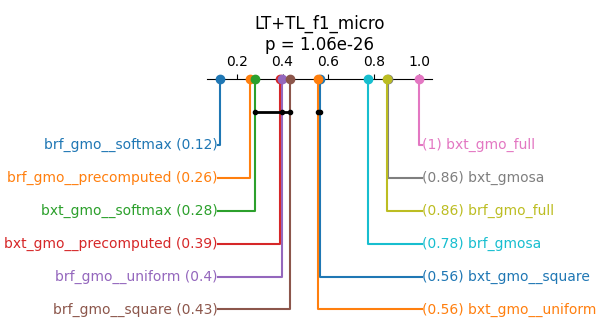 LT+TL_f1_micro
p = 1.06e-26
0.2 0.4 0.6 0.8 1.0
brf_gmo__softmax (0.12) (1) bxt_gmo_full
brf_gmo__precomputed (0.26) (0.86) bxt_gmosa
bxt_gmo__softmax (0.28) (0.86) brf_gmo_full
bxt_gmo__precomputed (0.39) (0.78) brf_gmosa
brf_gmo__uniform (0.4) (0.56) bxt_gmo__square
brf_gmo__square (0.43) (0.56) bxt_gmo__uniform